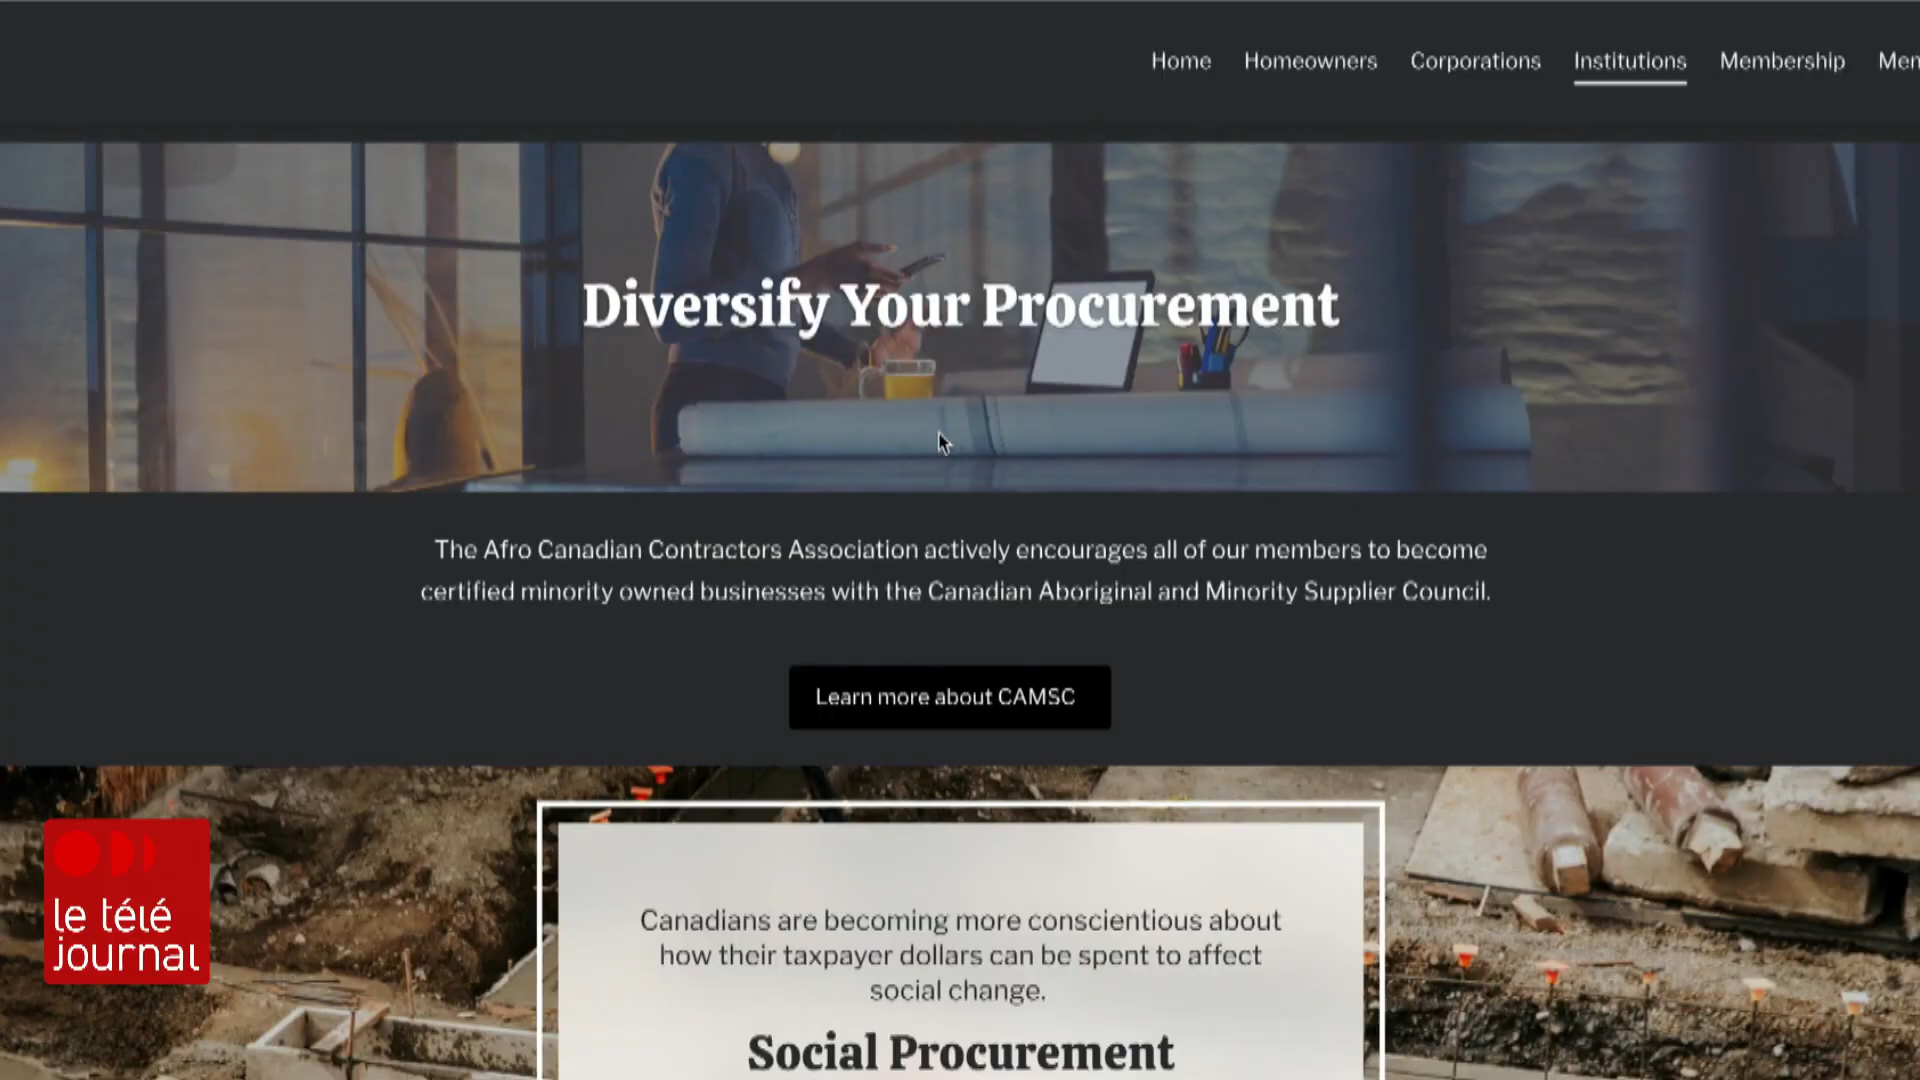 Home Homeowners Corporations Institutions Membership
Diversify Your Procurement
The Afro Canadian Contractors Association actively encourages all of our members to become
certified minority owned businesses with the Canadian Aboriginal and Minority Supplier Council.
Learn more about CAMSC
le télé
journal
Canadians are becoming more conscientious about
how their taxpayer dollars can be spent to affect
social change.
Social Procurement